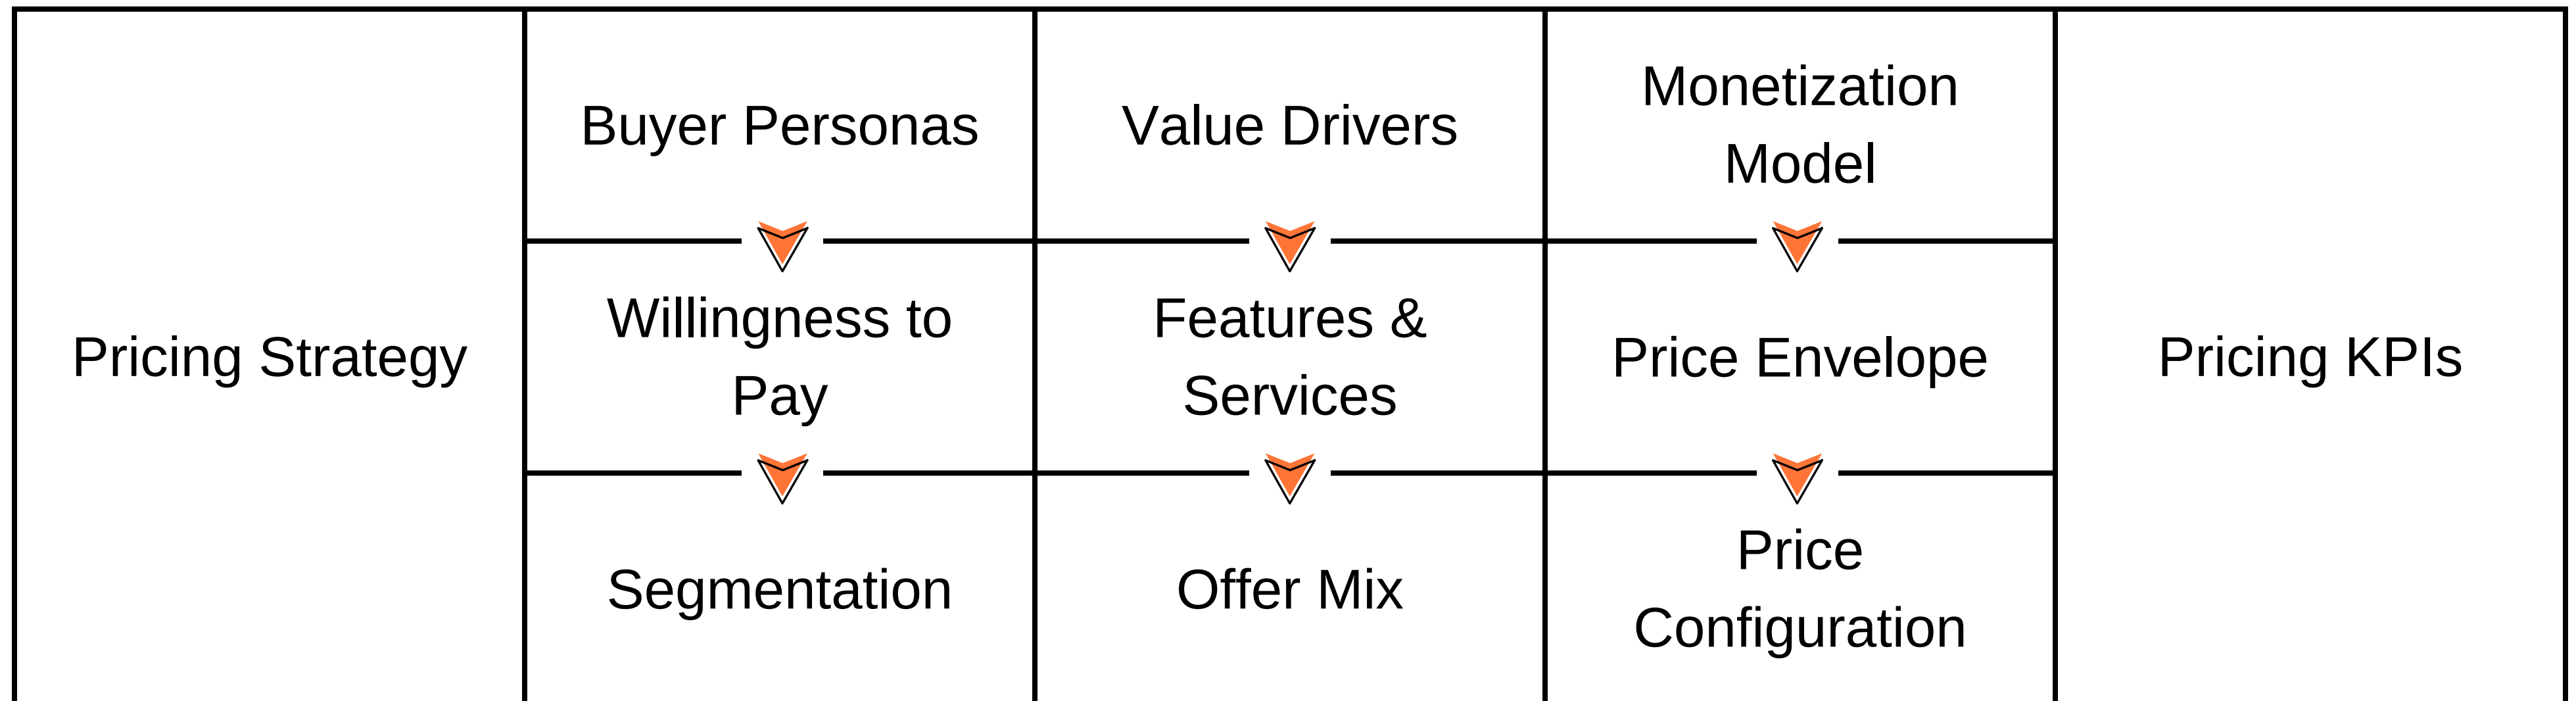 Pricing Strategy
Buyer Personas
Willingness to
Pay
Segmentation
Value Drivers
Features &
Services
Offer Mix
Monetization
Model
Price Envelope
Price
Configuration
Pricing KPIs